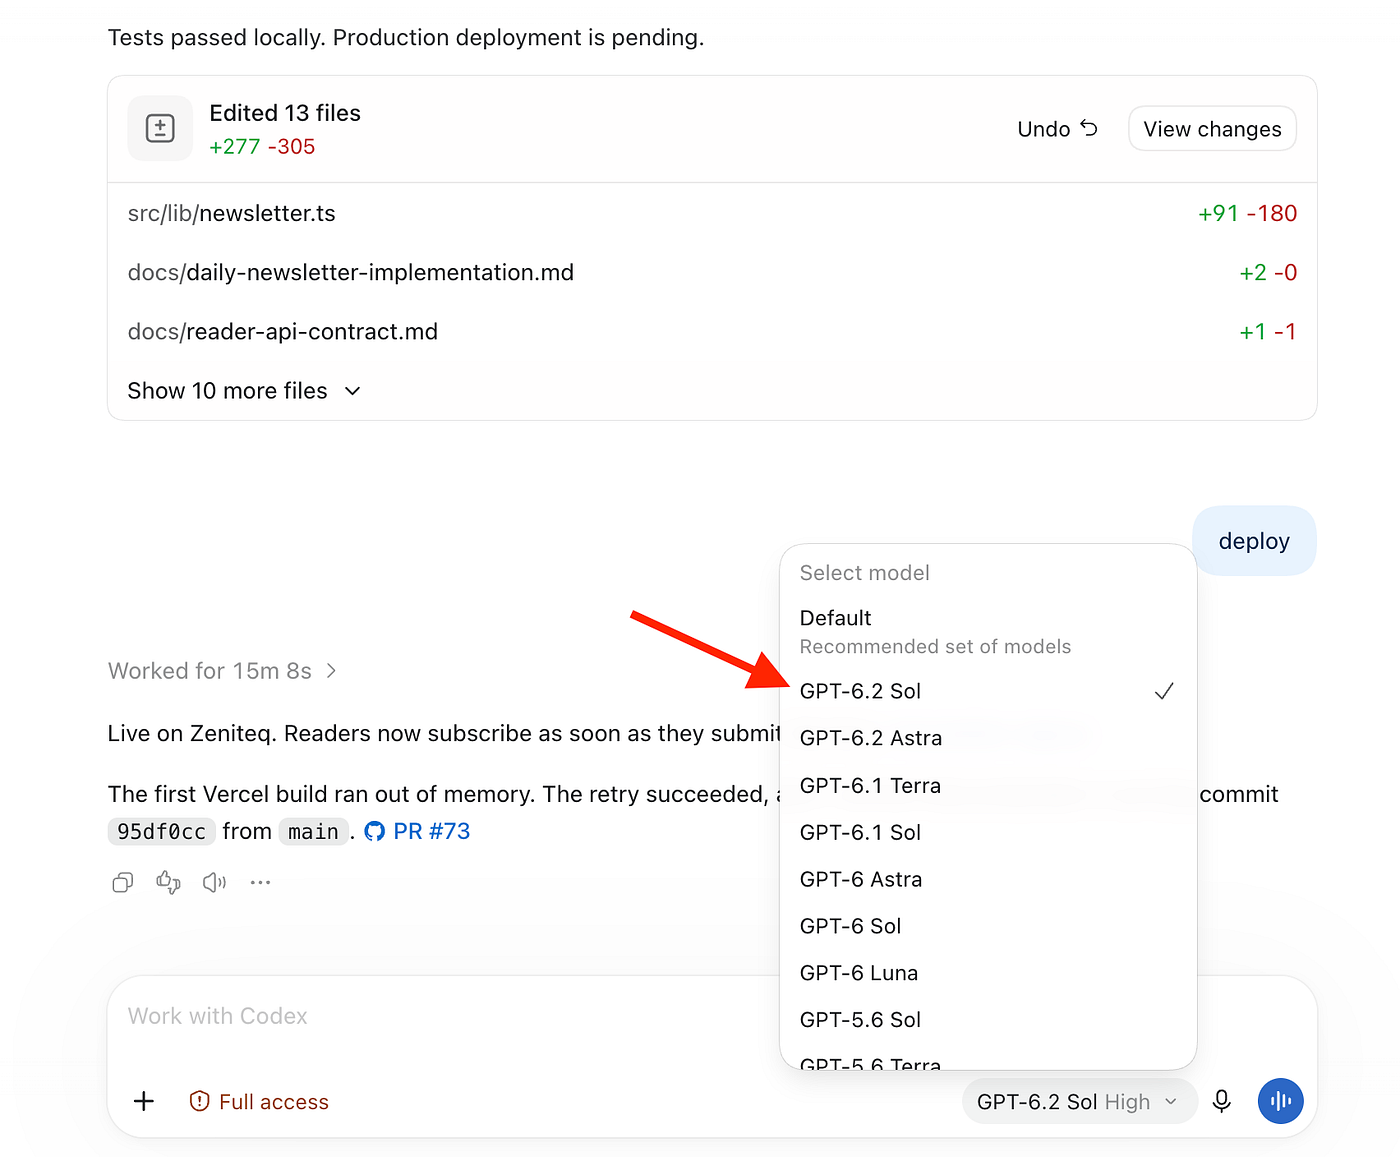 Tests passed locally. Production deployment is pending.
Edited 13 files
+277 -305
Undo
View changes
src/lib/newsletter.ts +91 -180
docs/daily-newsletter-implementation.md +2 -0
docs/reader-api-contract.md +1 -1
Show 10 more files
deploy
Worked for 15m 8s
Live on Zeniteq. Readers now subscribe as soon as they submit
The first Vercel build ran out of memory. The retry succeeded, commit
95df0cc from main. PR #73
Select model
Default
Recommended set of models
GPT-6.2 Sol
GPT-6.2 Astra
GPT-6.1 Terra
GPT-6.1 Sol
GPT-6 Astra
GPT-6 Sol
GPT-6 Luna
GPT-5.6 Sol
GPT-5.6 Terra
Work with Codex
Full access
GPT-6.2 Sol High